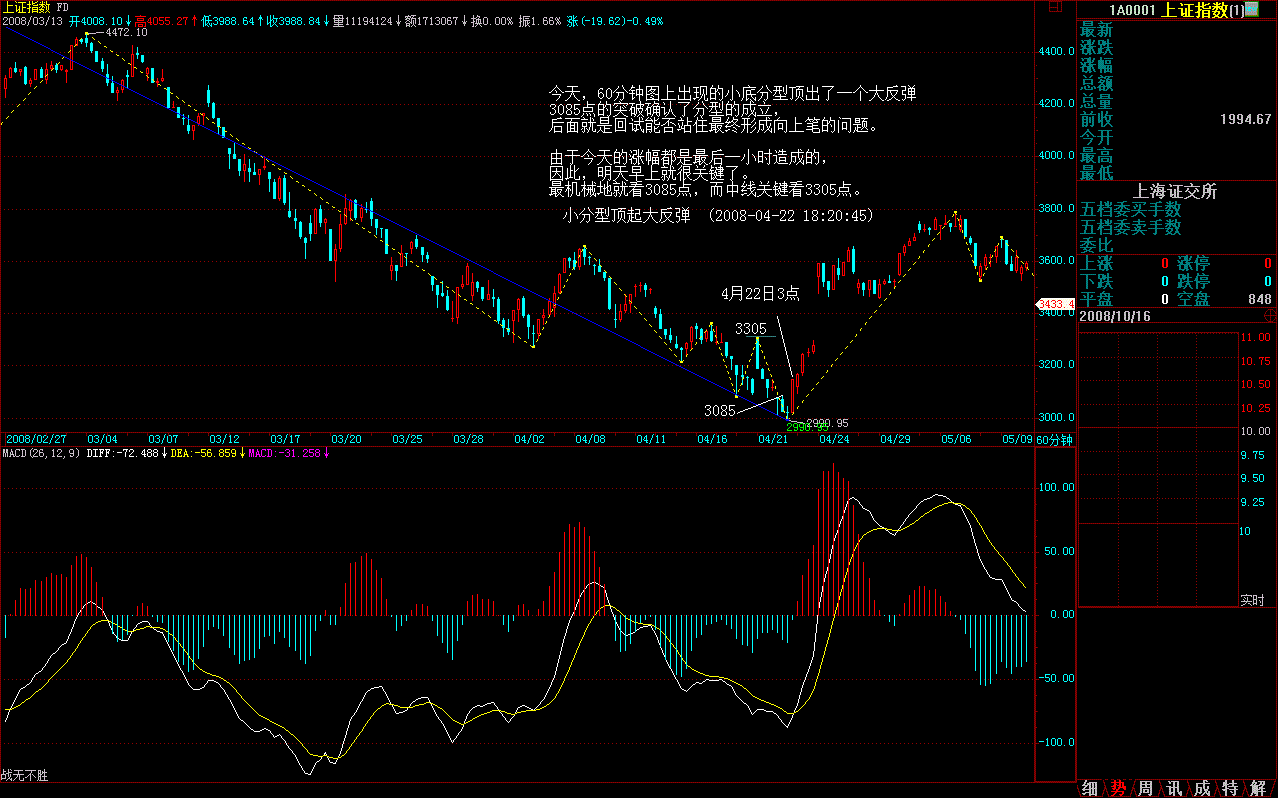 上证指数 FD
2008/03/13 开4008.10↓高4055.27↑低3988.64↑收3988.84↓量11194124↓额1713067↓换0.00% 振1.66% 涨(-19.62)-0.49%
4472.10
今天，60分钟图上出现的小底分型顶出了一个大反弹
3085点的突破确认了分型的成立，
后面就是回试能否站住最终形成向上笔的问题。
由于今天的涨幅都是最后一小时造成的，
因此，明天早上就很关键了。
最机械地就看3085点，而中线关键看3305点。
小分型顶起大反弹 （2008-04-22 18:20:45）
4月22日3点
3305
3085
2990.95
2990.95
4400.0
4200.0
4000.0
3800.0
3600.0
3433.4
3400.0
3200.0
3000.0
2008/02/27 03/04 03/07 03/12 03/17 03/20 03/25 03/28 04/02 04/08 04/11 04/16 04/21 04/24 04/29 05/06 05/09 60分钟
MACD(26,12,9) DIFF:-72.488↓DEA:-56.859↓MACD:-31.258↓
100.00
50.00
0.00
-50.00
-100.0
战无不胜
1A0001 上证指数(1)
最新
涨跌
涨幅
总额
总量
前收 1994.67
今开
最高
最低
上海证交所
五档委买手数
五档委卖手数
委比
上涨 0 涨停 0
下跌 0 跌停 0
平盘 0 空盘 848
2008/10/16
11.00
10.75
10.50
10.25
10.00
9.75
9.50
9.25
10
实时
细 势 周 讯 成 特 解